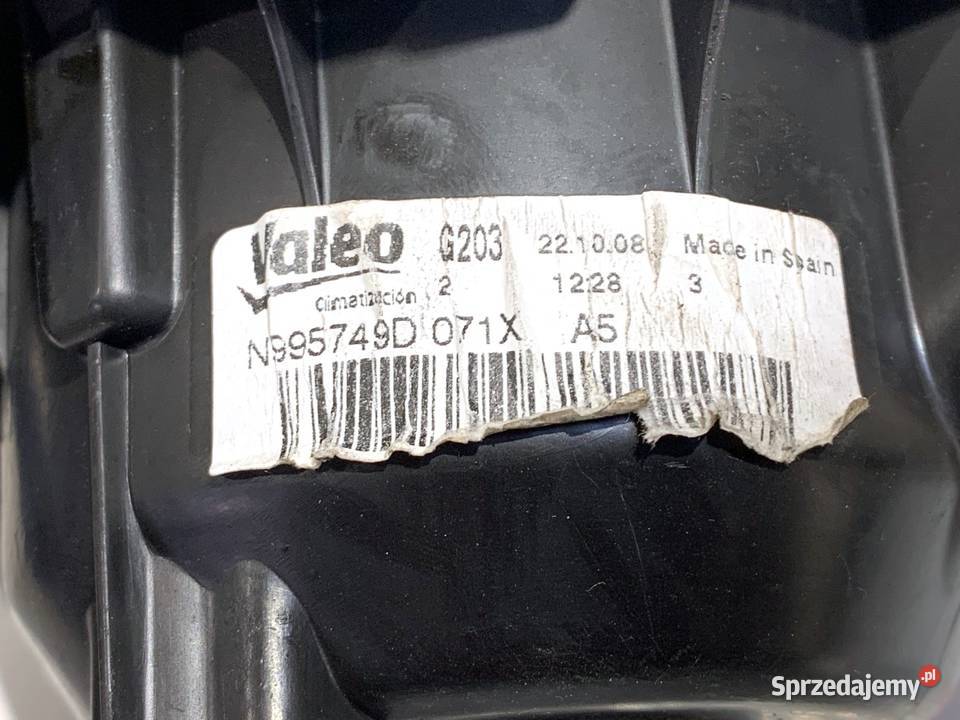 Valeo G203 22.10.08 Made in Spain
Climatización 2 12:28 3
N995749D 071X A5
Sprzedajemy.pl